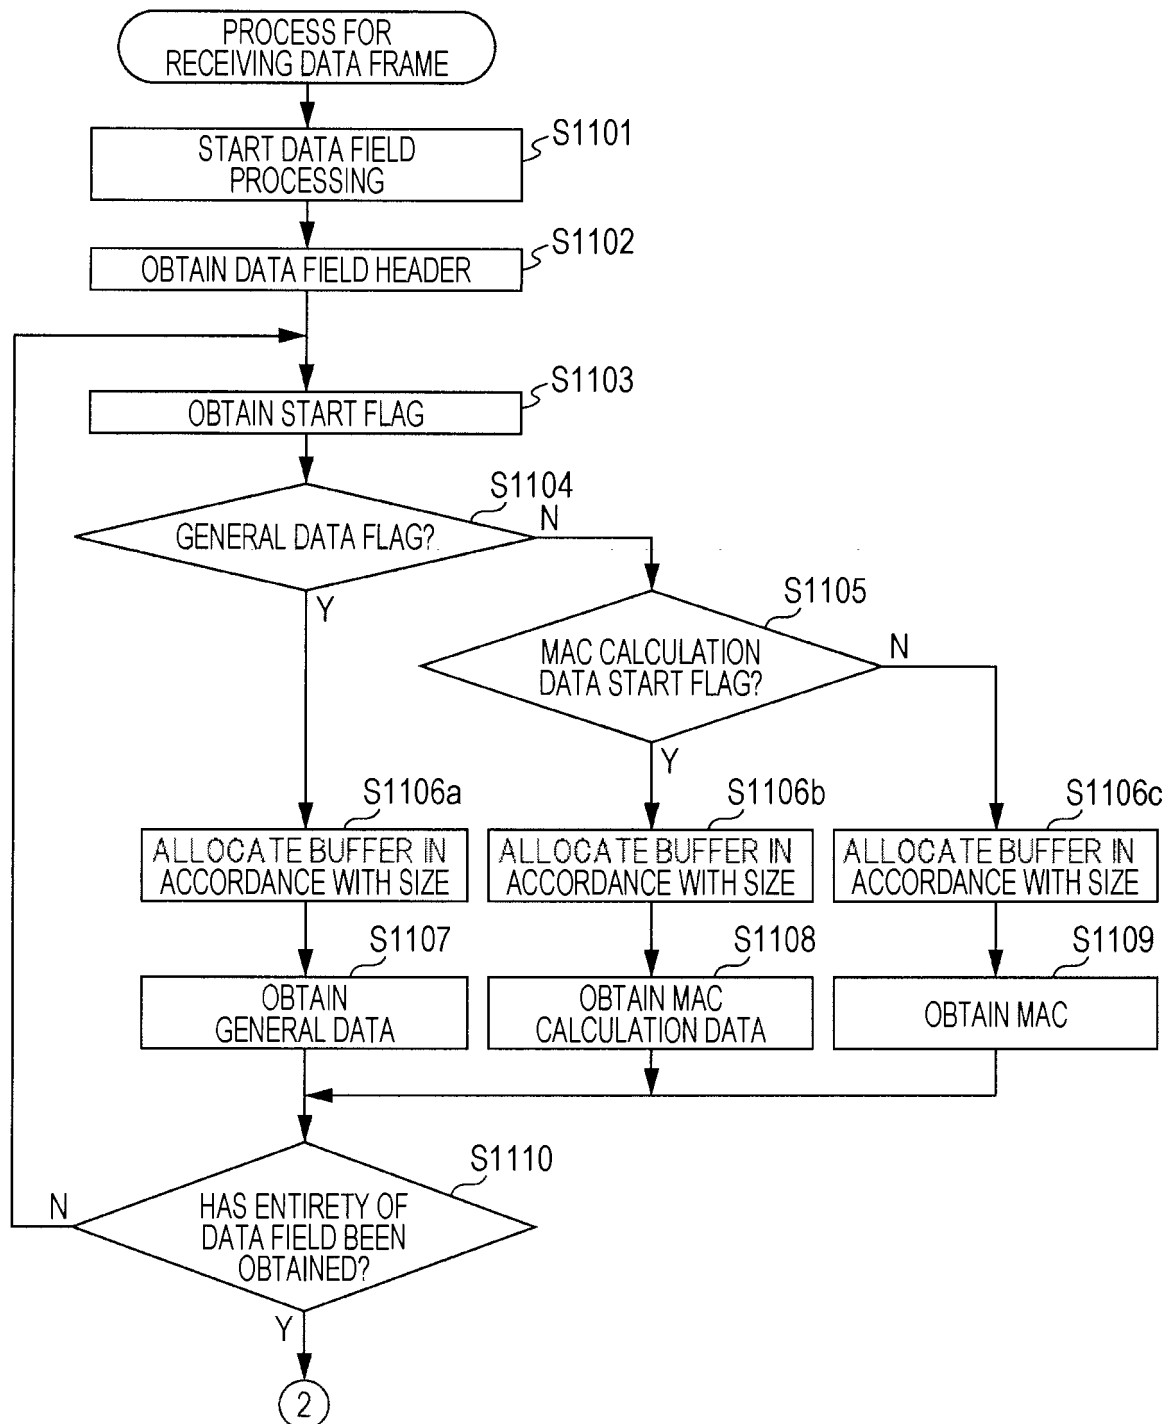 PROCESS FOR
RECEIVING DATA FRAME
S1101
START DATA FIELD
PROCESSING
S1102
OBTAIN DATA FIELD HEADER
S1103
OBTAIN START FLAG
S1104
GENERAL DATA FLAG?
N
Y
S1105
MAC CALCULATION
DATA START FLAG?
N
Y
S1106a
ALLOCATE BUFFER IN
ACCORDANCE WITH SIZE
S1106b
ALLOCATE BUFFER IN
ACCORDANCE WITH SIZE
S1106c
ALLOCATE BUFFER IN
ACCORDANCE WITH SIZE
S1107
OBTAIN
GENERAL DATA
S1108
OBTAIN MAC
CALCULATION DATA
S1109
OBTAIN MAC
S1110
HAS ENTIRETY OF
DATA FIELD BEEN
OBTAINED?
N
Y
2